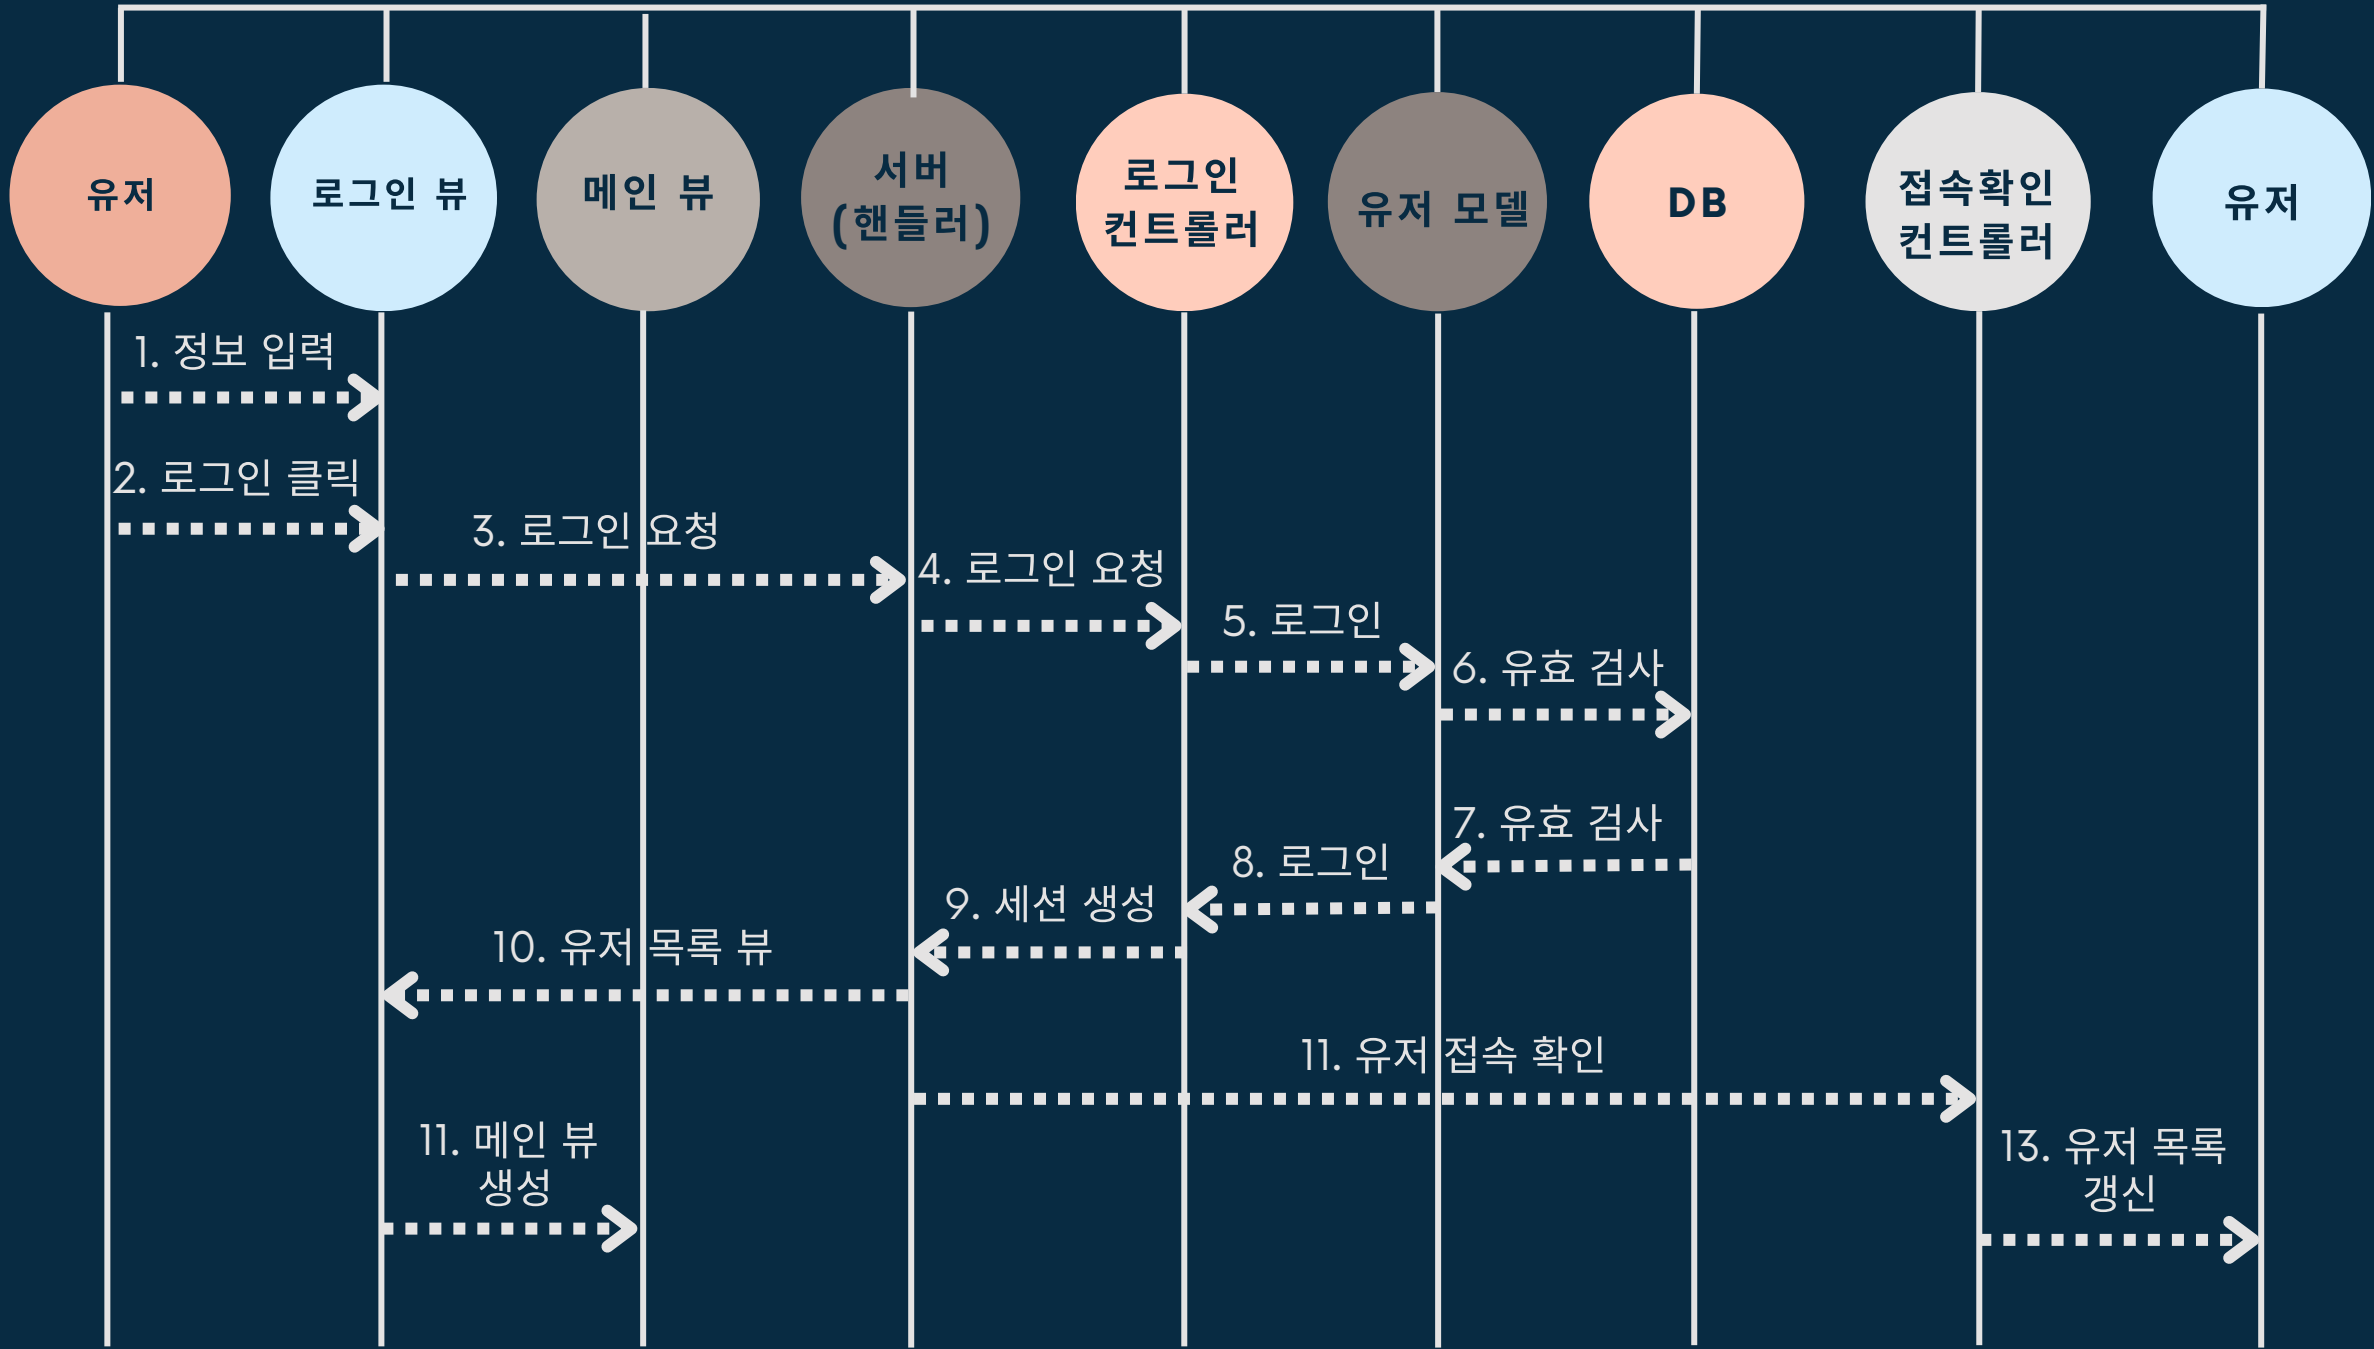 유저
로그인 뷰
메인 뷰
서버
(핸들러)
로그인
컨트롤러
유저 모델
DB
접속확인
컨트롤러
유저
1. 정보 입력
2. 로그인 클릭
3. 로그인 요청
4. 로그인 요청
5. 로그인
6. 유효 검사
7. 유효 검사
8. 로그인
9. 세션 생성
10. 유저 목록 뷰
11. 유저 접속 확인
11. 메인 뷰
생성
13. 유저 목록
갱신